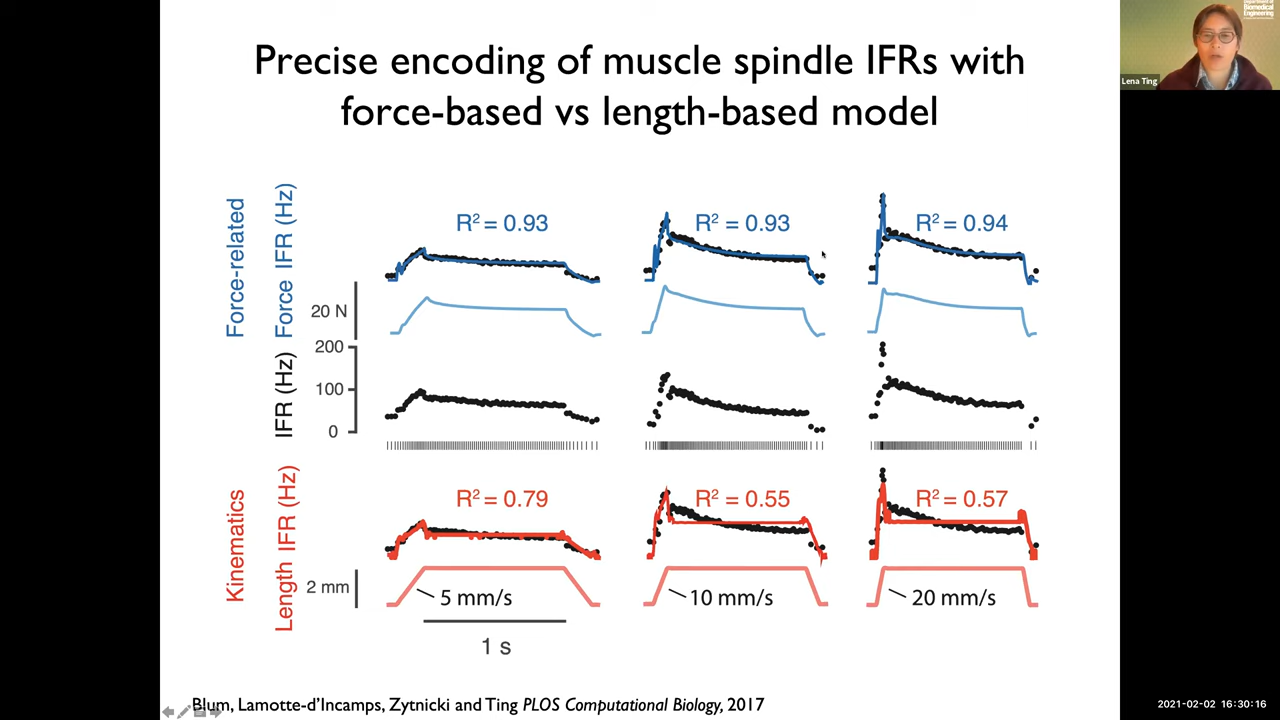 Precise encoding of muscle spindle IFRs with
force-based vs length-based model
Force-related
Force IFR (Hz)
R² = 0.93
R² = 0.93
R² = 0.94
20 N
IFR (Hz)
200
100
0
Kinematics
Length IFR (Hz)
R² = 0.79
R² = 0.55
R² = 0.57
2 mm
5 mm/s
10 mm/s
20 mm/s
1 s
Blum, Lamotte-d'Incamps, Zytnicki and Ting PLOS Computational Biology, 2017
Biomedical
Engineering
Lena Ting
2021-02-02 16:30:16